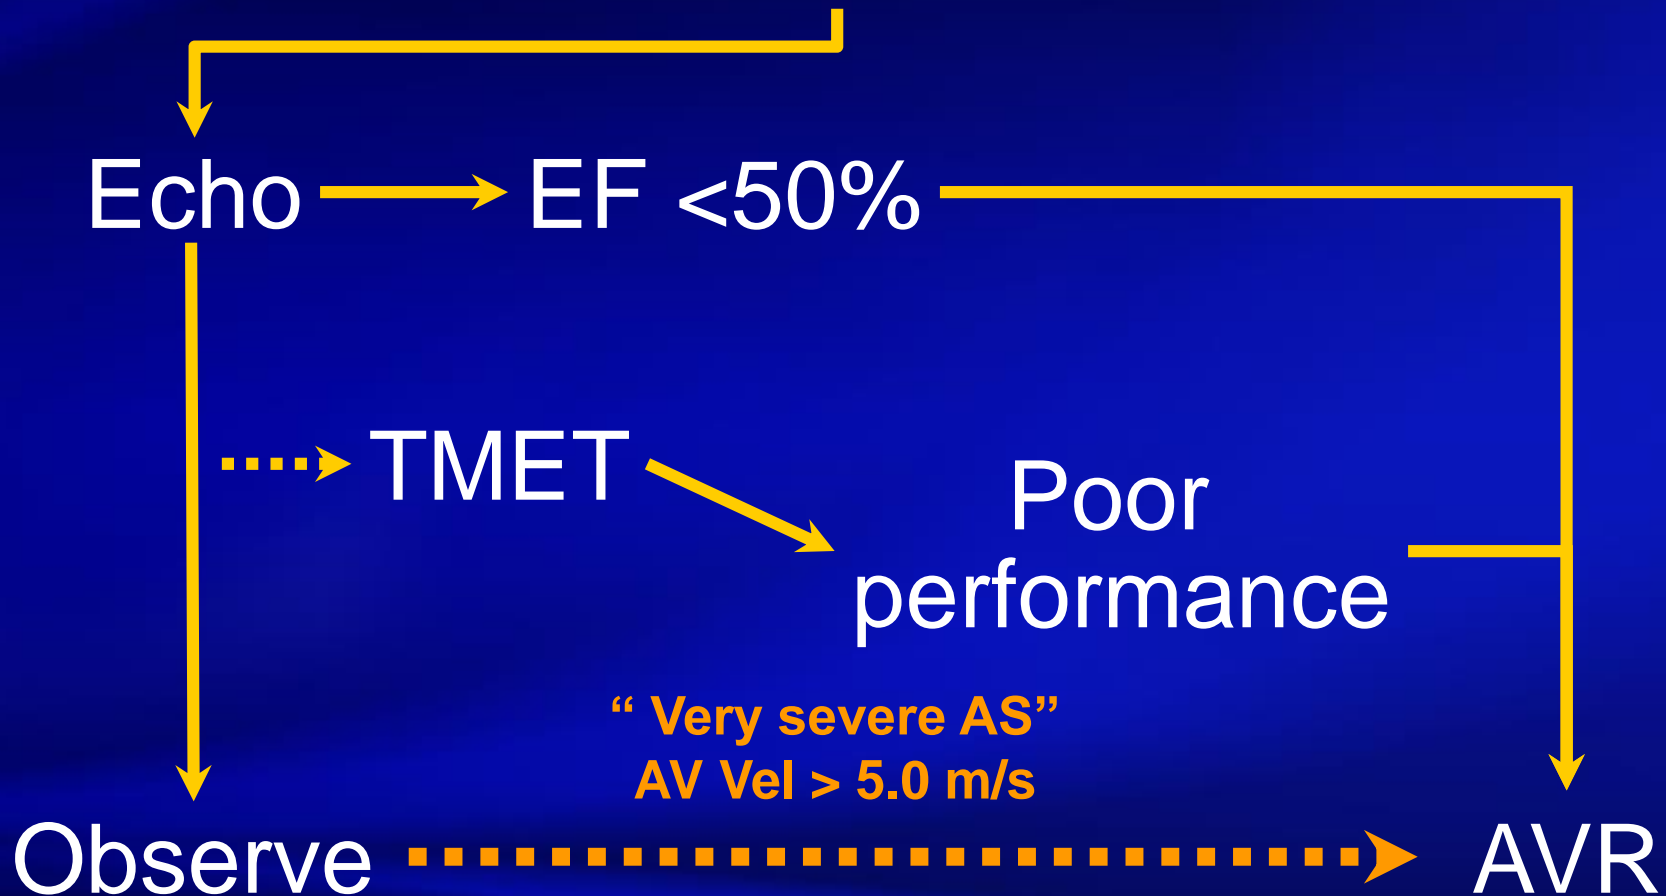 Echo EF <50%
TMET
Poor
performance
“ Very severe AS”
AV Vel > 5.0 m/s
Observe AVR